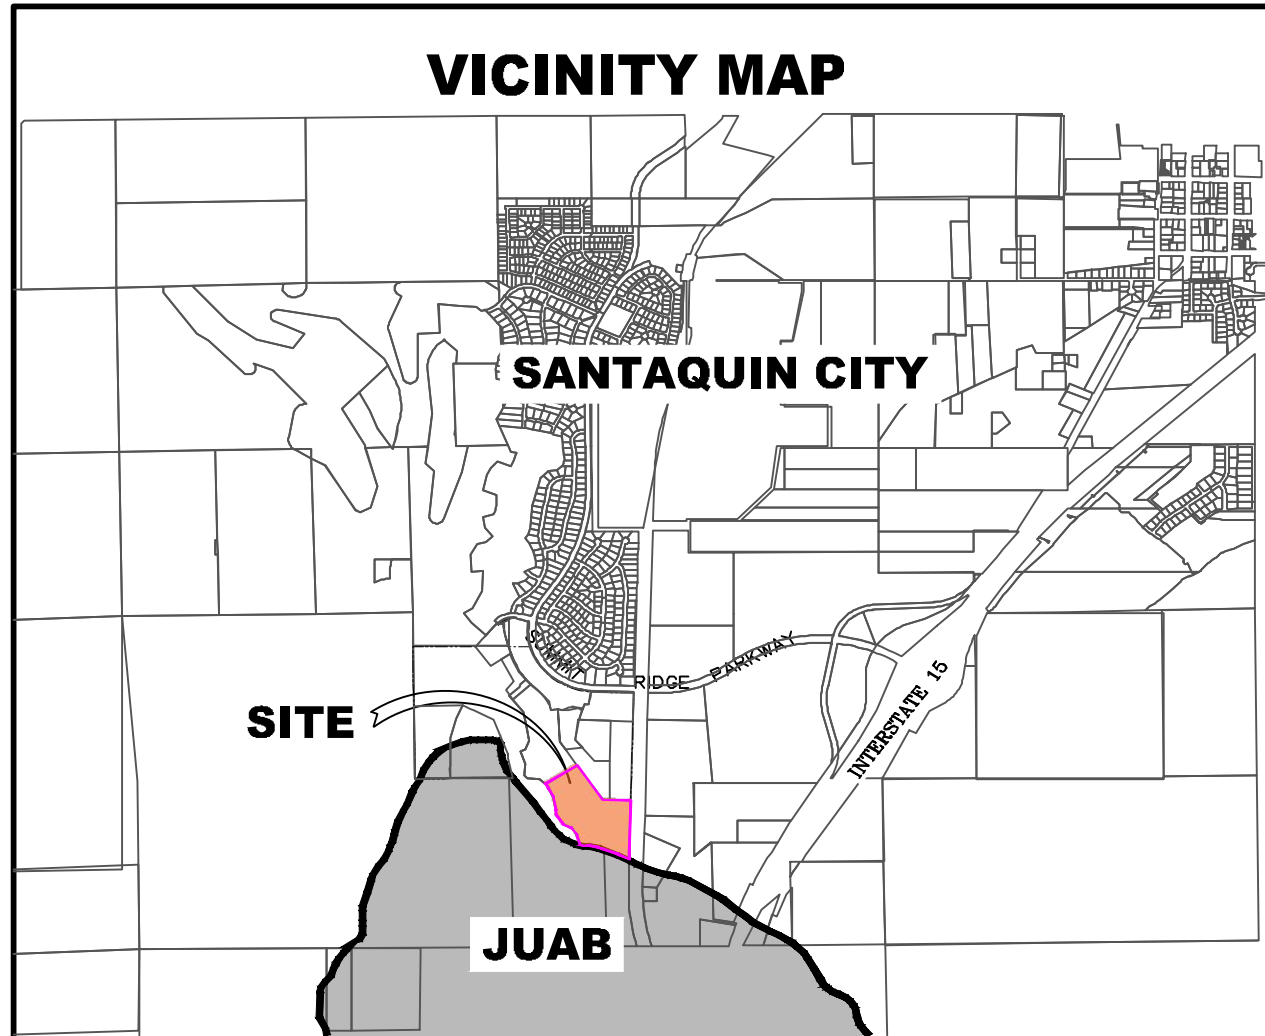 VICINITY MAP
SANTAQUIN CITY
SUMMIT RIDGE PARKWAY
INTERSTATE 15
SITE
JUAB